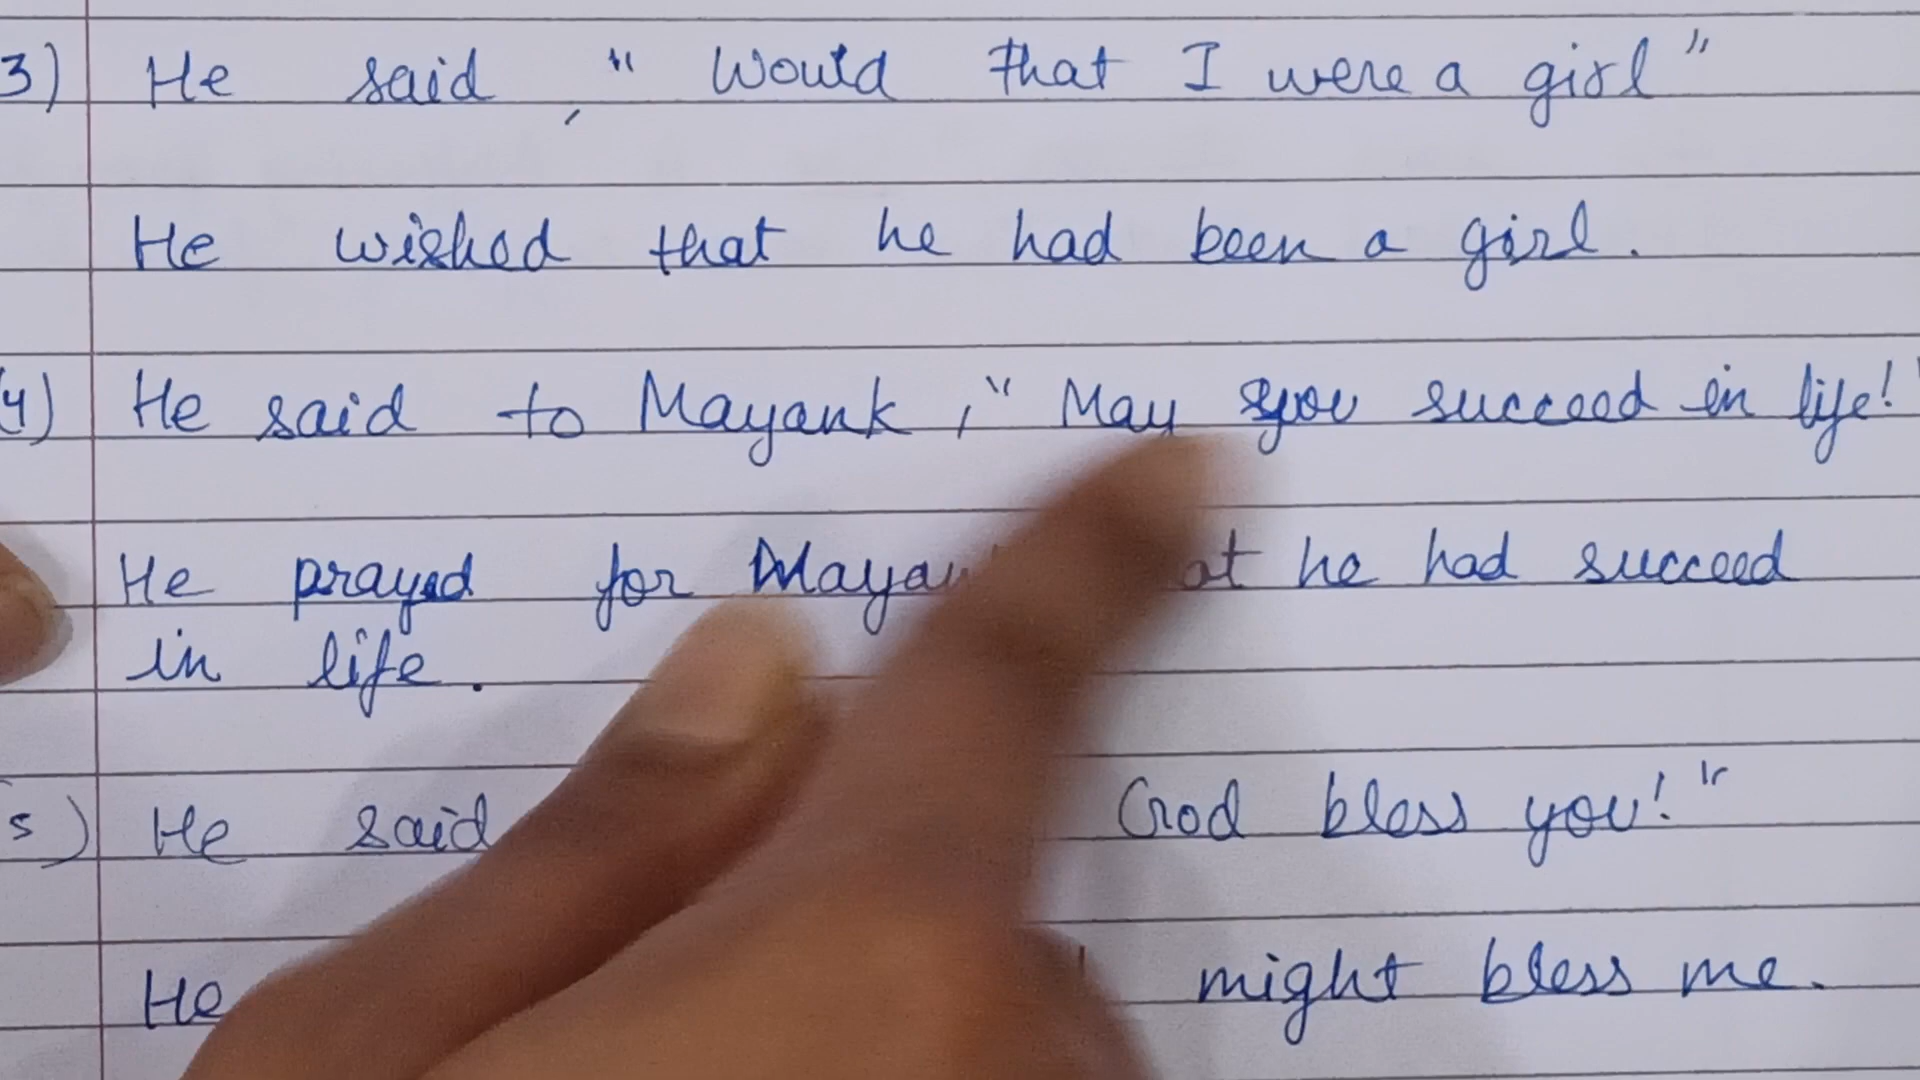 3) He said, " Would that I were a girl"
He wished that he had been a girl.
(4) He said to Mayank, " May you succeed in life!"
He prayed for he had succeed
in life.
(5) He said God bless you!"
He might bless me.